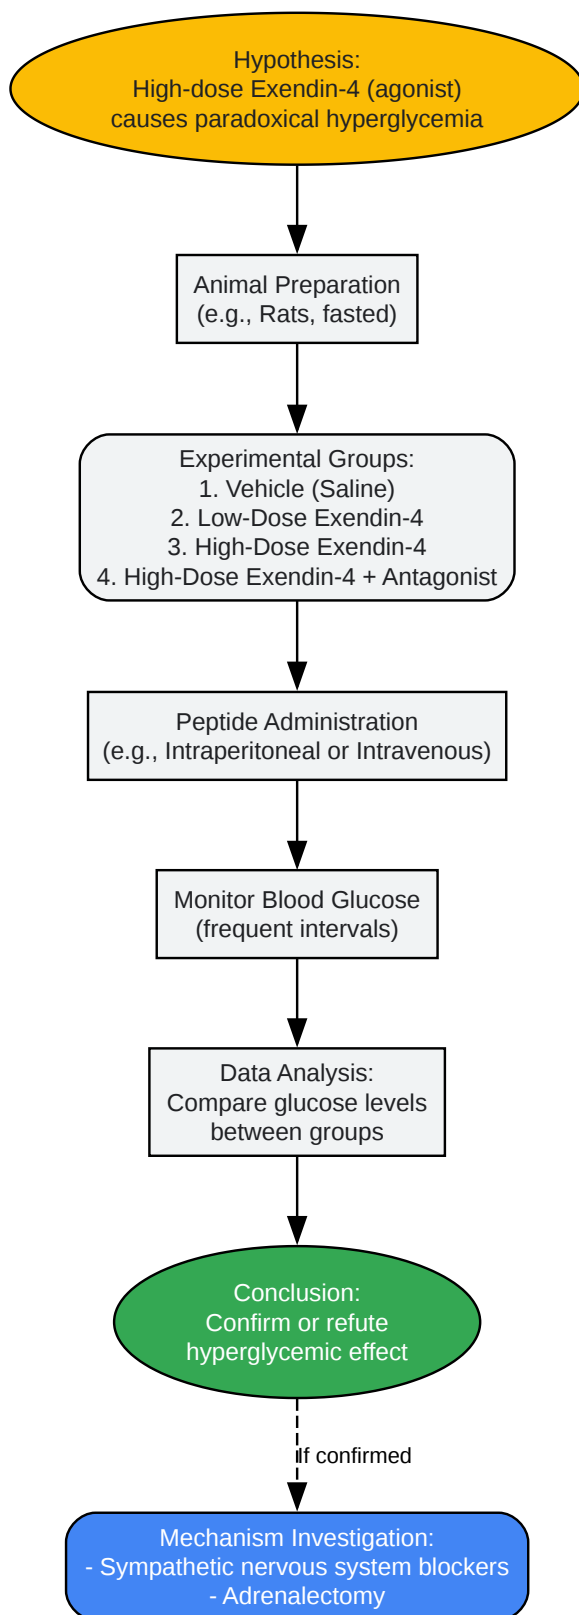 Hypothesis:
High-dose Exendin-4 (agonist)
causes paradoxical hyperglycemia
Animal Preparation
(e.g., Rats, fasted)
Experimental Groups:
1. Vehicle (Saline)
2. Low-Dose Exendin-4
3. High-Dose Exendin-4
4. High-Dose Exendin-4 + Antagonist
Peptide Administration
(e.g., Intraperitoneal or Intravenous)
Monitor Blood Glucose
(frequent intervals)
Data Analysis:
Compare glucose levels
between groups
Conclusion:
Confirm or refute
hyperglycemic effect
If confirmed
Mechanism Investigation:
- Sympathetic nervous system blockers
- Adrenalectomy